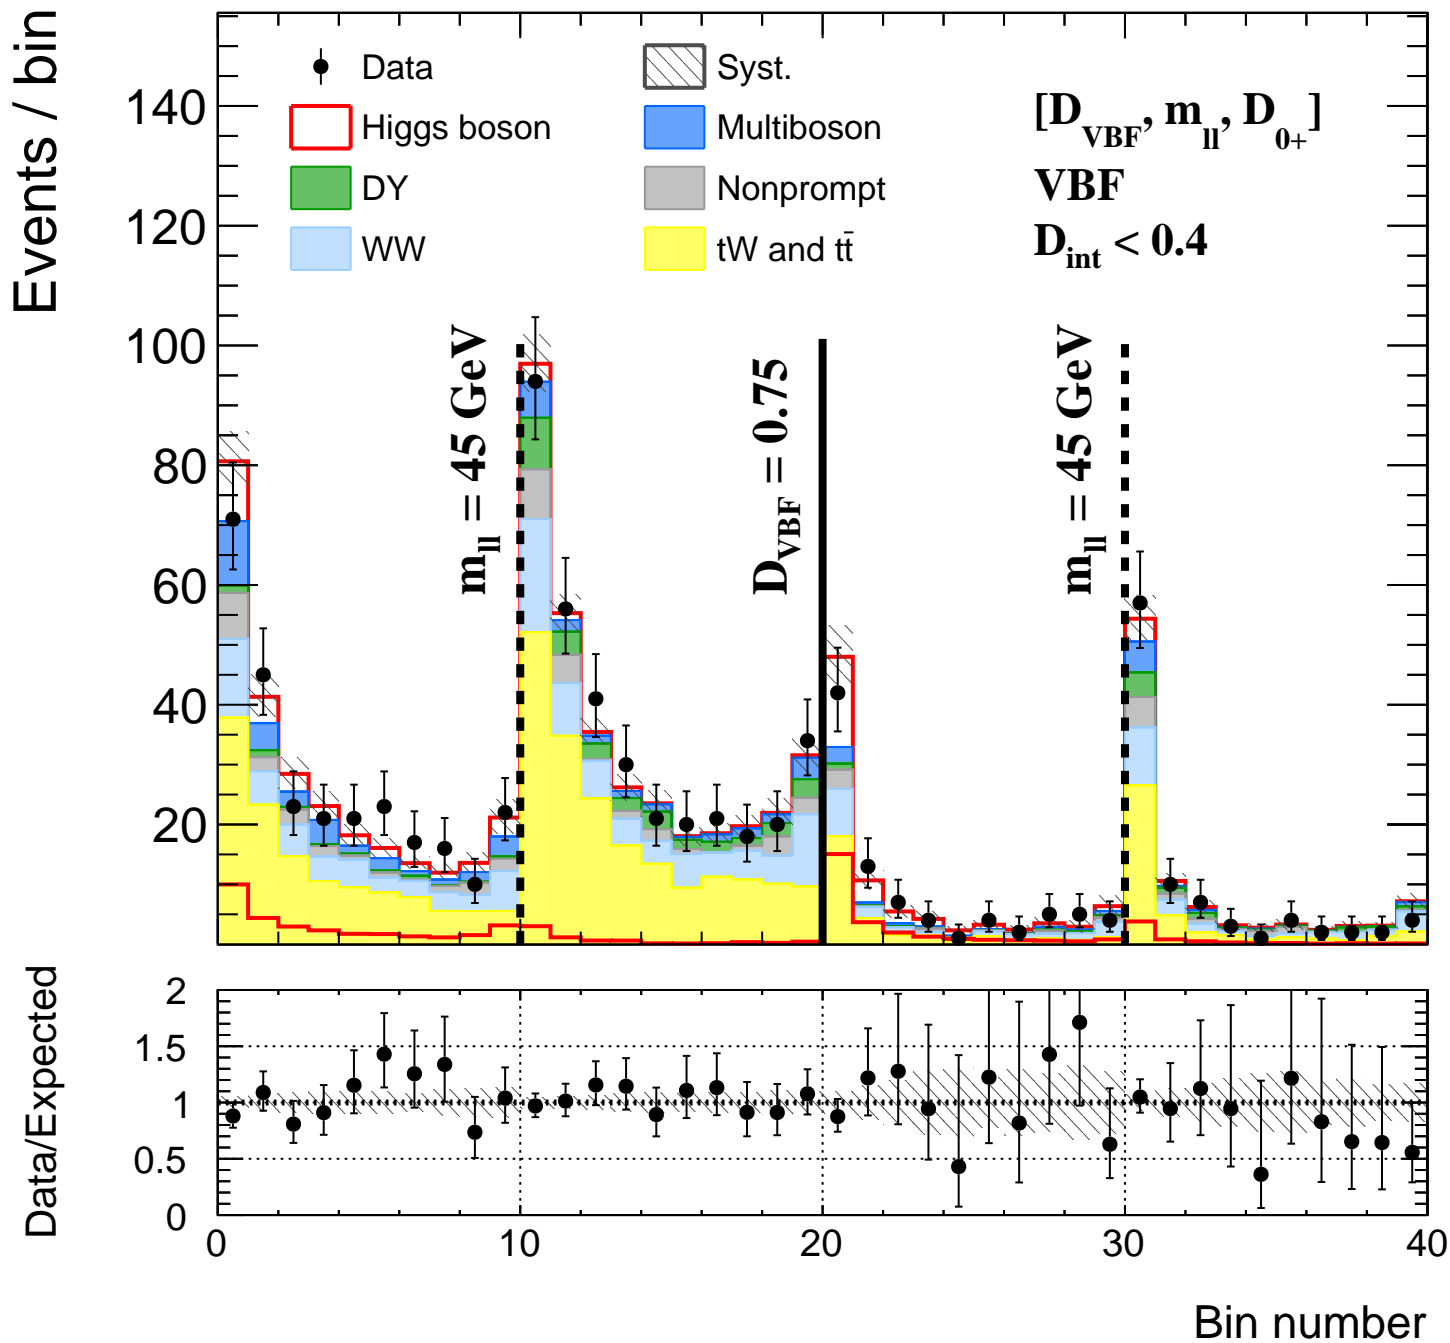 Events / bin
140
120
100
80
60
40
20
Data
Higgs boson
DY
WW
Syst.
Multiboson
Nonprompt
tW and tt̄
[D_VBF, m_ll, D_0+]
VBF
D_int < 0.4
m_ll = 45 GeV
D_VBF = 0.75
m_ll = 45 GeV
Data/Expected
2
1.5
1
0.5
0
0 10 20 30 40
Bin number